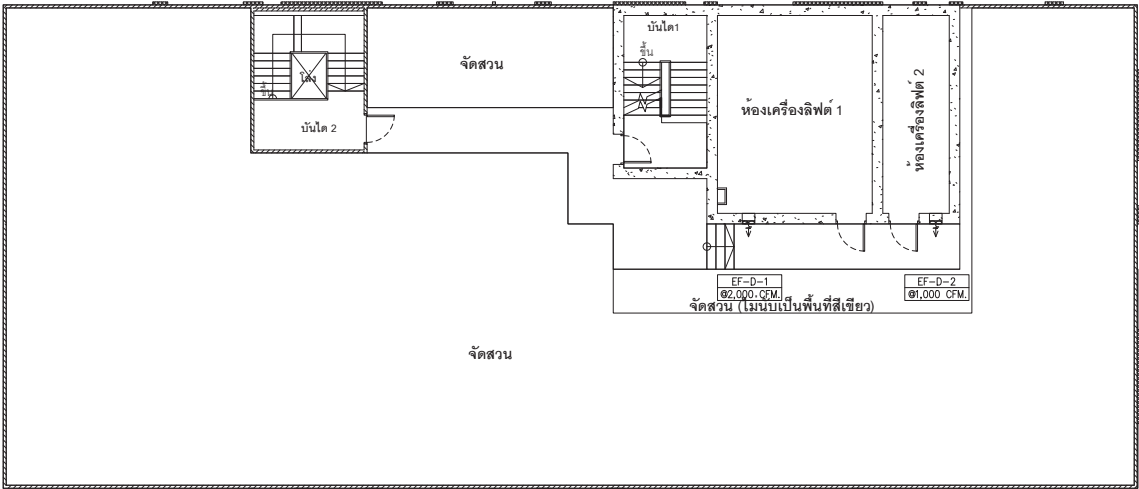 บันได1
ขึ้น
จัดสวน
โล่ง
ห้องเครื่องลิฟต์ 1
ห้องเครื่องลิฟต์ 2
บันได 2
EF-D-1
@2,000.CFM.
EF-D-2
@1,000 CFM.
จัดสวน (ไม่นับเป็นพื้นที่สีเขียว)
จัดสวน